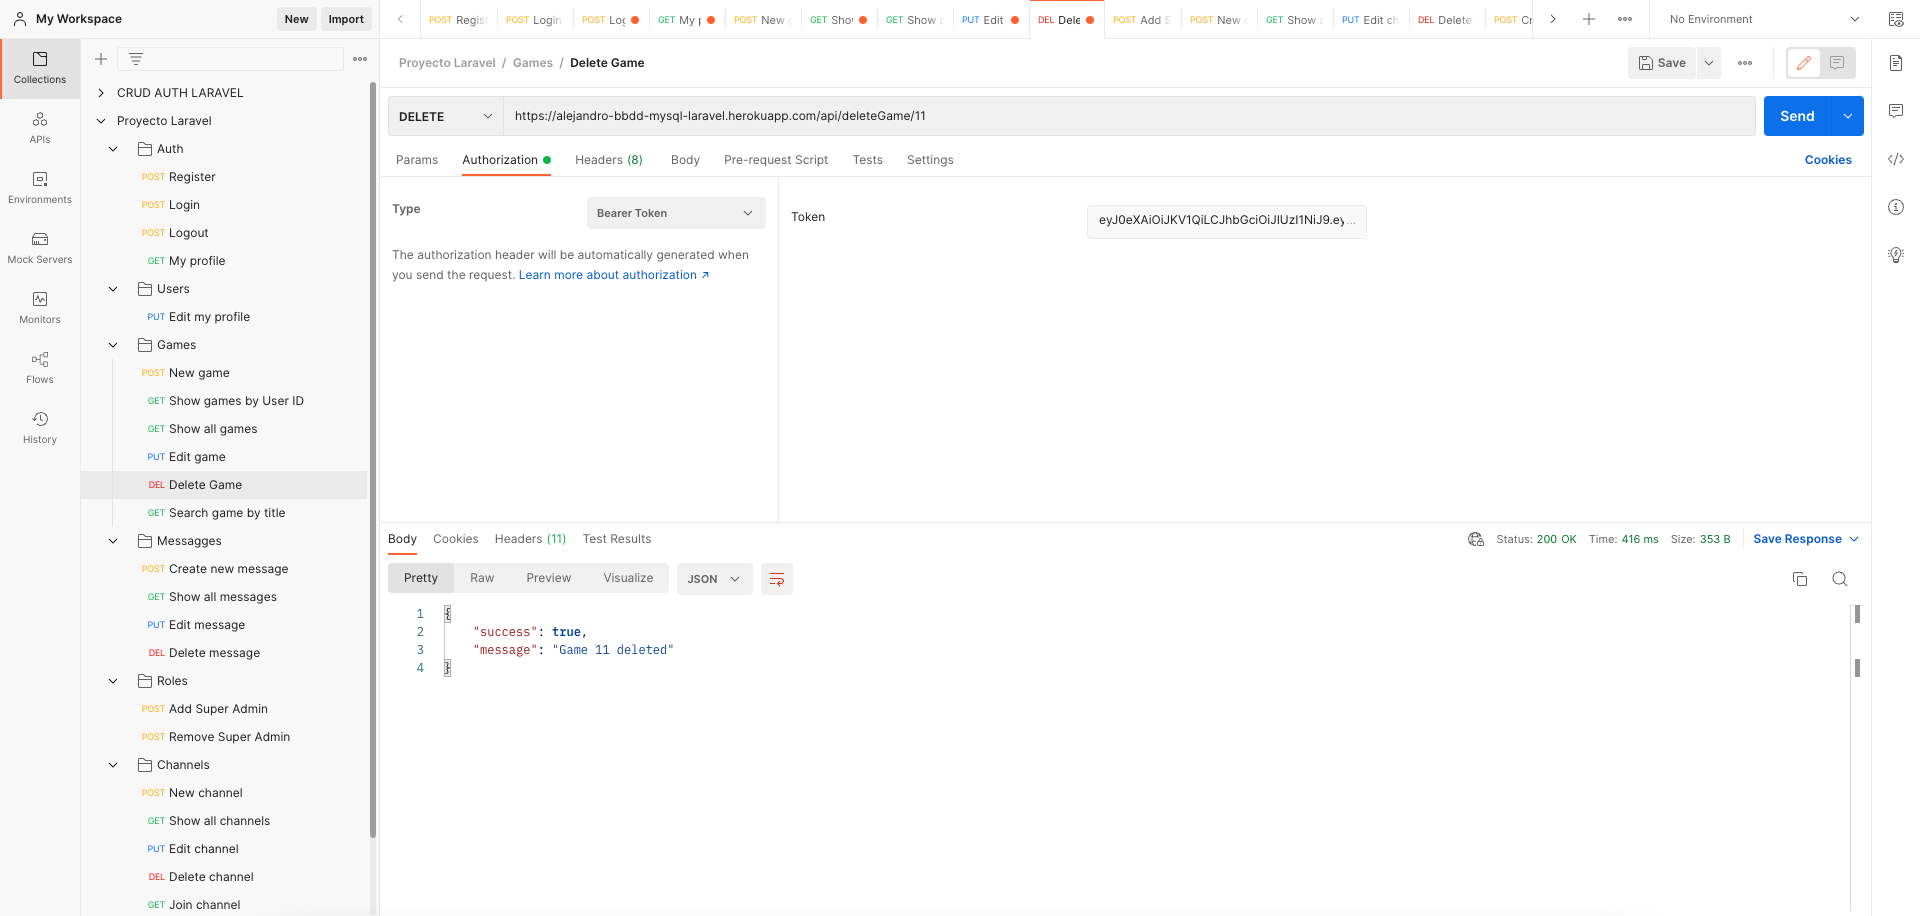 My Workspace
New
Import
POST Regis
POST Login
POST Log
GET My p
POST New g
GET Show
GET Show a
PUT Edit
DEL Dele
POST Add S
POST New c
GET Show a
PUT Edit ch
DEL Delete
POST Cr
No Environment
Collections
APIs
Environments
Mock Servers
Monitors
Flows
History
CRUD AUTH LARAVEL
Proyecto Laravel
Auth
POST Register
POST Login
POST Logout
GET My profile
Users
PUT Edit my profile
Games
POST New game
GET Show games by User ID
GET Show all games
PUT Edit game
DEL Delete Game
GET Search game by title
Messagges
POST Create new message
GET Show all messages
PUT Edit message
DEL Delete message
Roles
POST Add Super Admin
POST Remove Super Admin
Channels
POST New channel
GET Show all channels
PUT Edit channel
DEL Delete channel
GET Join channel
Proyecto Laravel / Games / Delete Game
Save
DELETE
https://alejandro-bbdd-mysql-laravel.herokuapp.com/api/deleteGame/11
Send
Params
Authorization
Headers (8)
Body
Pre-request Script
Tests
Settings
Cookies
Type
Bearer Token
The authorization header will be automatically generated when
you send the request. Learn more about authorization ↗
Token
eyJ0eXAiOiJKV1QiLCJhbGciOiJIUzI1NiJ9.ey...
Body
Cookies
Headers (11)
Test Results
Status: 200 OK
Time: 416 ms
Size: 353 B
Save Response
Pretty
Raw
Preview
Visualize
JSON
1 {
2 "success": true,
3 "message": "Game 11 deleted"
4 }